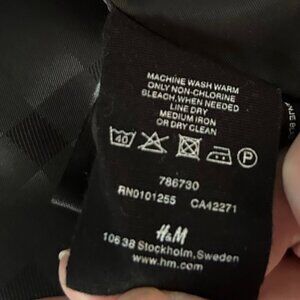 MACHINE WASH WARM
ONLY NON-CHLORINE
BLEACH,WHEN NEEDED
LINE DRY
MEDIUM IRON
OR DRY CLEAN
40 P
786730
RN0101255 CA42271
H&M
106 38 Stockholm, Sweden
www.hm.com